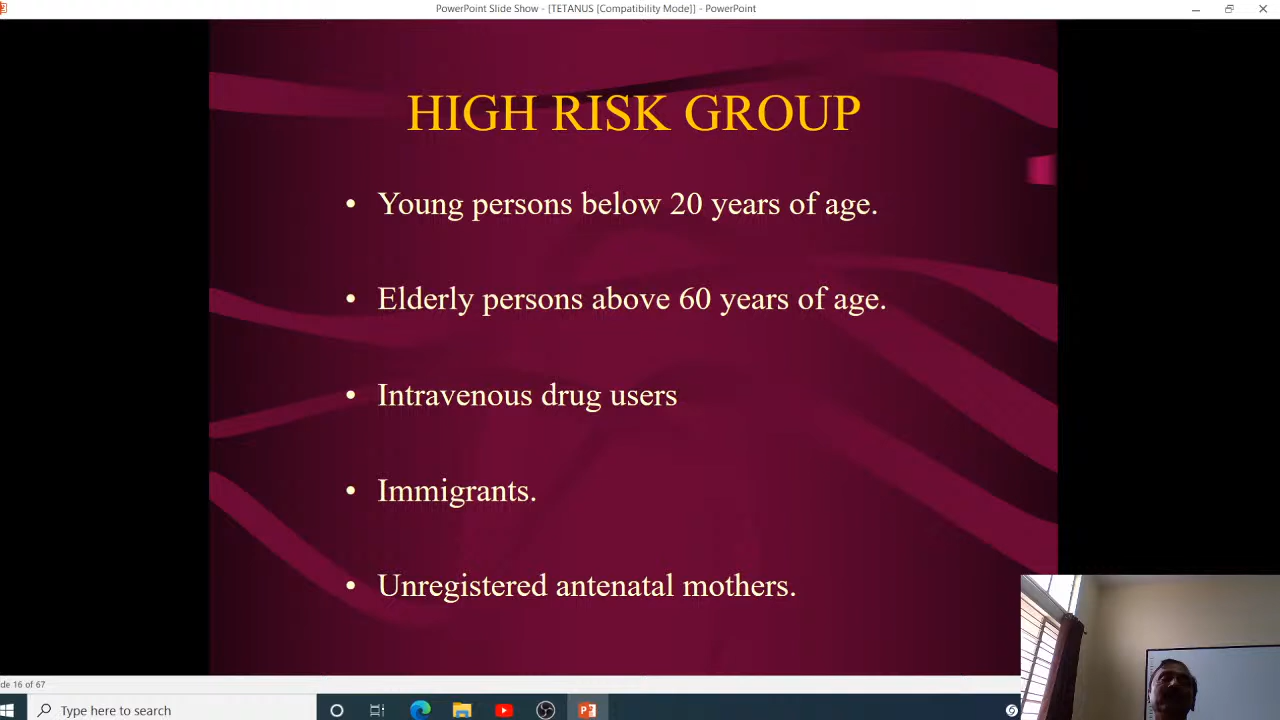 PowerPoint Slide Show - [TETANUS [Compatibility Mode]] - PowerPoint
HIGH RISK GROUP
• Young persons below 20 years of age.
• Elderly persons above 60 years of age.
• Intravenous drug users
• Immigrants.
• Unregistered antenatal mothers.
de 16 of 67
Type here to search